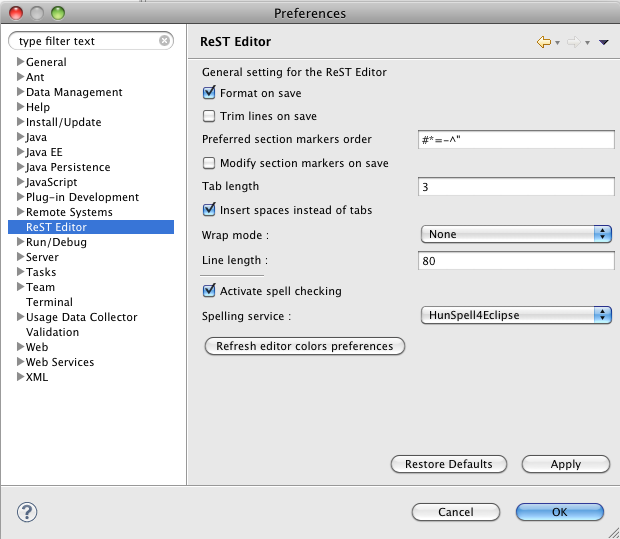 Preferences
type filter text
General
Ant
Data Management
Help
Install/Update
Java
Java EE
Java Persistence
JavaScript
Plug-in Development
Remote Systems
ReST Editor
Run/Debug
Server
Tasks
Team
Terminal
Usage Data Collector
Validation
Web
Web Services
XML
ReST Editor
General setting for the ReST Editor
Format on save
Trim lines on save
Preferred section markers order #*=-^"
Modify section markers on save
Tab length 3
Insert spaces instead of tabs
Wrap mode : None
Line length : 80
Activate spell checking
Spelling service : HunSpell4Eclipse
Refresh editor colors preferences
Restore Defaults Apply
? Cancel OK